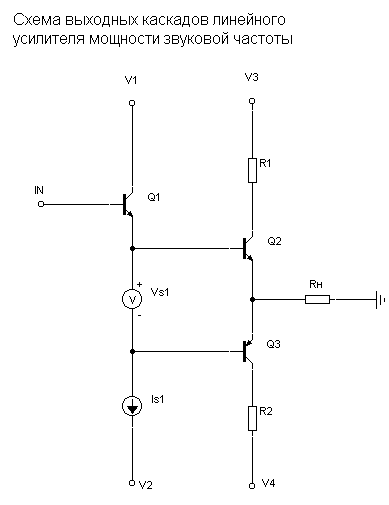 Схема выходных каскадов линейного
усилителя мощности звуковой частоты
V1
V3
R1
IN
Q1
Q2
+
V
Vs1
-
Rн
Q3
Is1
R2
V2
V4